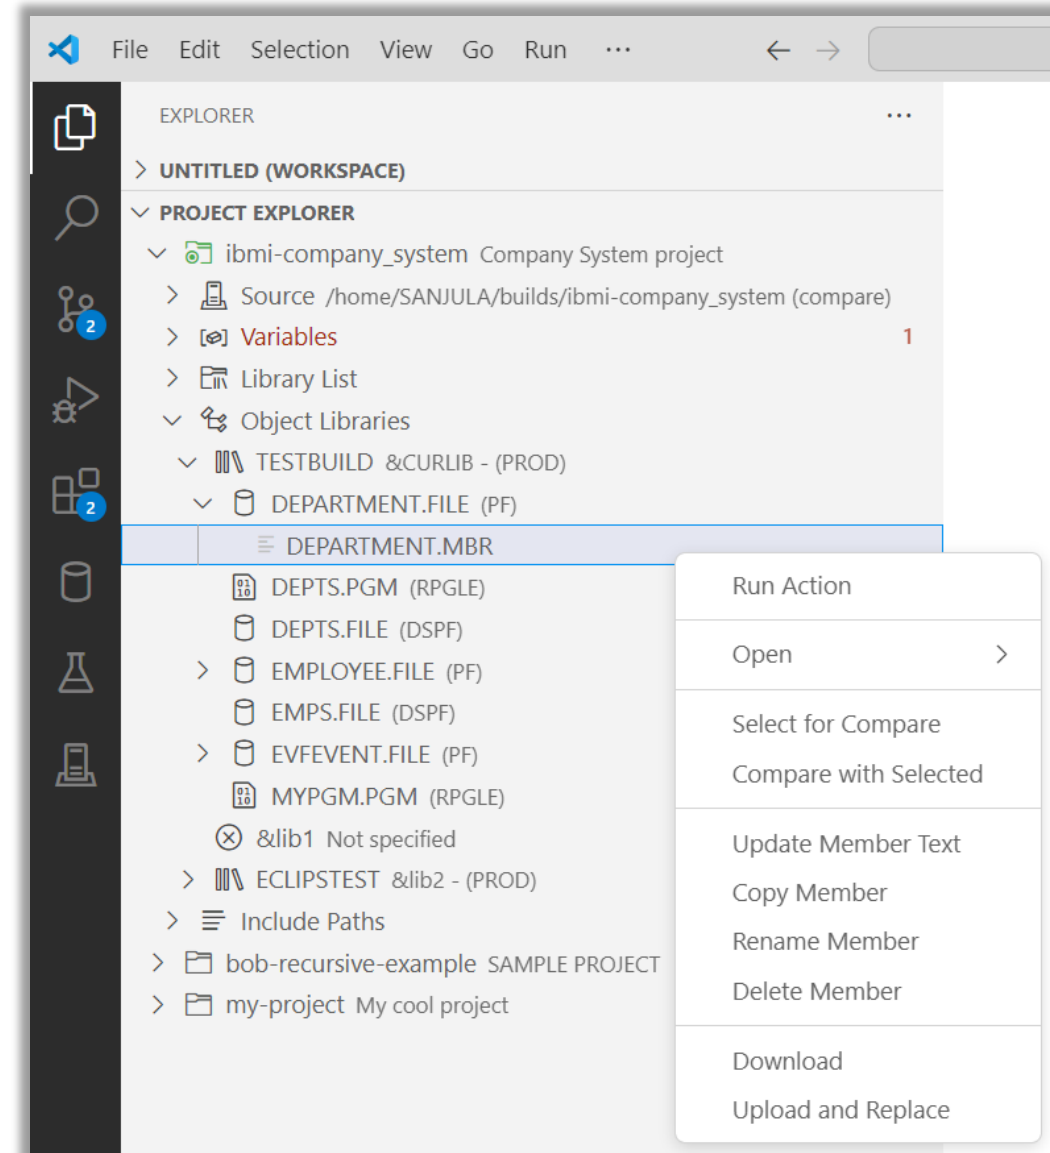 File Edit Selection View Go Run ···
EXPLORER ···
UNTITLED (WORKSPACE)
PROJECT EXPLORER
ibmi-company_system Company System project
Source /home/SANJULA/builds/ibmi-company_system (compare)
2
Variables 1
Library List
Object Libraries
TESTBUILD &CURLIB - (PROD)
2
DEPARTMENT.FILE (PF)
DEPARTMENT.MBR
DEPTS.PGM (RPGLE)
DEPTS.FILE (DSPF)
EMPLOYEE.FILE (PF)
EMPS.FILE (DSPF)
EVFEVENT.FILE (PF)
MYPGM.PGM (RPGLE)
&lib1 Not specified
ECLIPSTEST &lib2 - (PROD)
Include Paths
bob-recursive-example SAMPLE PROJECT
my-project My cool project
Run Action
Open
Select for Compare
Compare with Selected
Update Member Text
Copy Member
Rename Member
Delete Member
Download
Upload and Replace